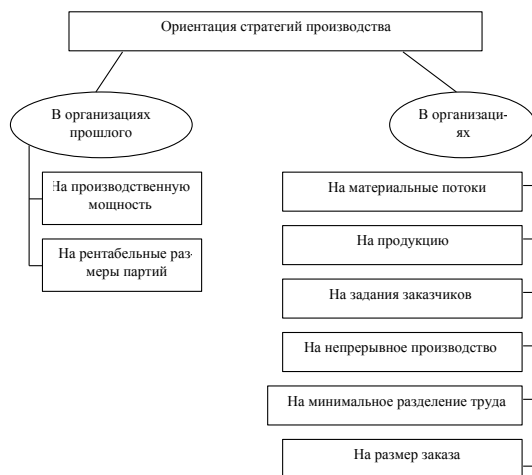 Ориентация стратегий производства
В организациях
прошлого
В организаци-
ях
На производственную
мощность
На рентабельные раз-
меры партий
На материальные потоки
На продукцию
На задания заказчиков
На непрерывное производство
На минимальное разделение труда
На размер заказа